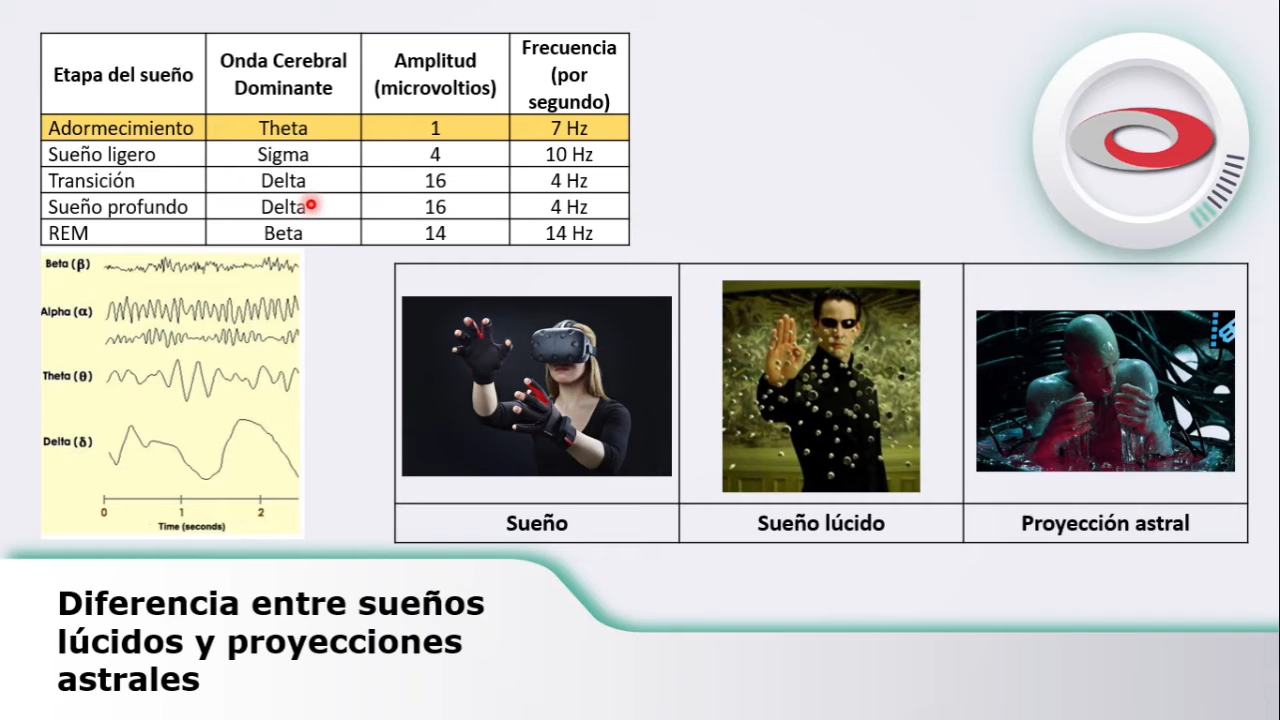 Etapa del sueño
Onda Cerebral
Dominante
Amplitud
(microvoltios)
Frecuencia
(por
segundo)
Adormecimiento Theta 1 7 Hz
Sueño ligero Sigma 4 10 Hz
Transición Delta 16 4 Hz
Sueño profundo Delta 16 4 Hz
REM Beta 14 14 Hz
Beta (β)
Alpha (α)
Theta (θ)
Delta (δ)
0 1 2
Time (seconds)
Sueño Sueño lúcido Proyección astral
Diferencia entre sueños
lúcidos y proyecciones
astrales